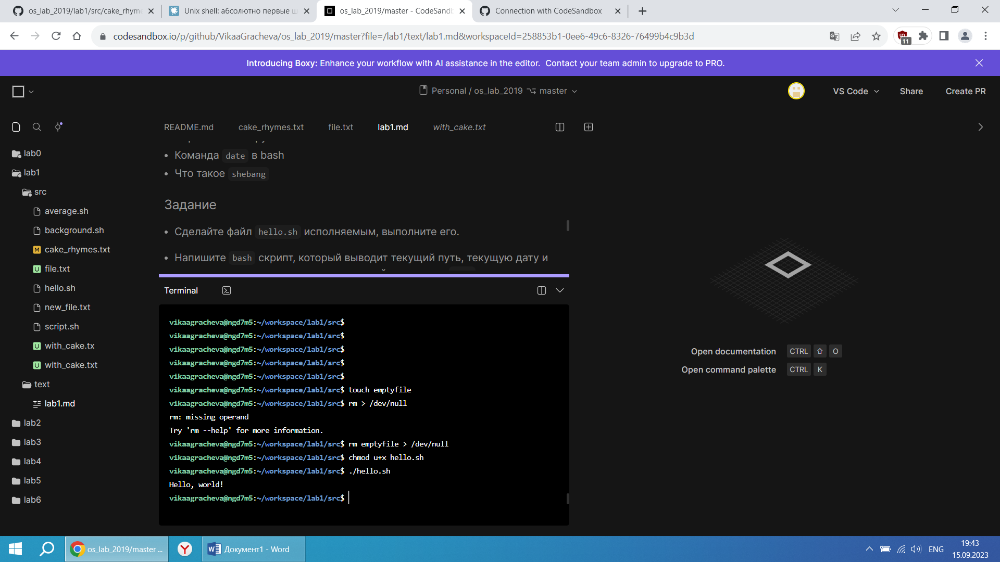 os_lab_2019/lab1/src/cake_rhyme
Unix shell: абсолютно первые ш
os_lab_2019/master - CodeSandb
Connection with CodeSandbox
codesandbox.io/p/github/VikaaGracheva/os_lab_2019/master?file=/lab1/text/lab1.md&workspaceId=258853b1-0ee6-49c6-8326-76499b4c9b3d
11
Introducing Boxy: Enhance your workflow with AI assistance in the editor. Contact your team admin to upgrade to PRO.
Personal / os_lab_2019 master
VS Code
Share
Create PR
README.md
cake_rhymes.txt
file.txt
lab1.md
with_cake.txt
lab0
lab1
src
average.sh
background.sh
M cake_rhymes.txt
U file.txt
hello.sh
new_file.txt
script.sh
U with_cake.tx
U with_cake.txt
text
lab1.md
lab2
lab3
lab4
lab5
lab6
• Команда date в bash
• Что такое shebang
Задание
• Сделайте файл hello.sh исполняемым, выполните его.
• Напишите bash скрипт, который выводит текущий путь, текущую дату и
Terminal
vikaagracheva@ngd7m5:~/workspace/lab1/src$
vikaagracheva@ngd7m5:~/workspace/lab1/src$
vikaagracheva@ngd7m5:~/workspace/lab1/src$
vikaagracheva@ngd7m5:~/workspace/lab1/src$
vikaagracheva@ngd7m5:~/workspace/lab1/src$
vikaagracheva@ngd7m5:~/workspace/lab1/src$ touch emptyfile
vikaagracheva@ngd7m5:~/workspace/lab1/src$ rm > /dev/null
rm: missing operand
Try 'rm --help' for more information.
vikaagracheva@ngd7m5:~/workspace/lab1/src$ rm emptyfile > /dev/null
vikaagracheva@ngd7m5:~/workspace/lab1/src$ chmod u+x hello.sh
vikaagracheva@ngd7m5:~/workspace/lab1/src$ ./hello.sh
Hello, world!
vikaagracheva@ngd7m5:~/workspace/lab1/src$
Open documentation CTRL ⇧ O
Open command palette CTRL K
os_lab_2019/master ...
Документ1 - Word
ENG
19:43
15.09.2023